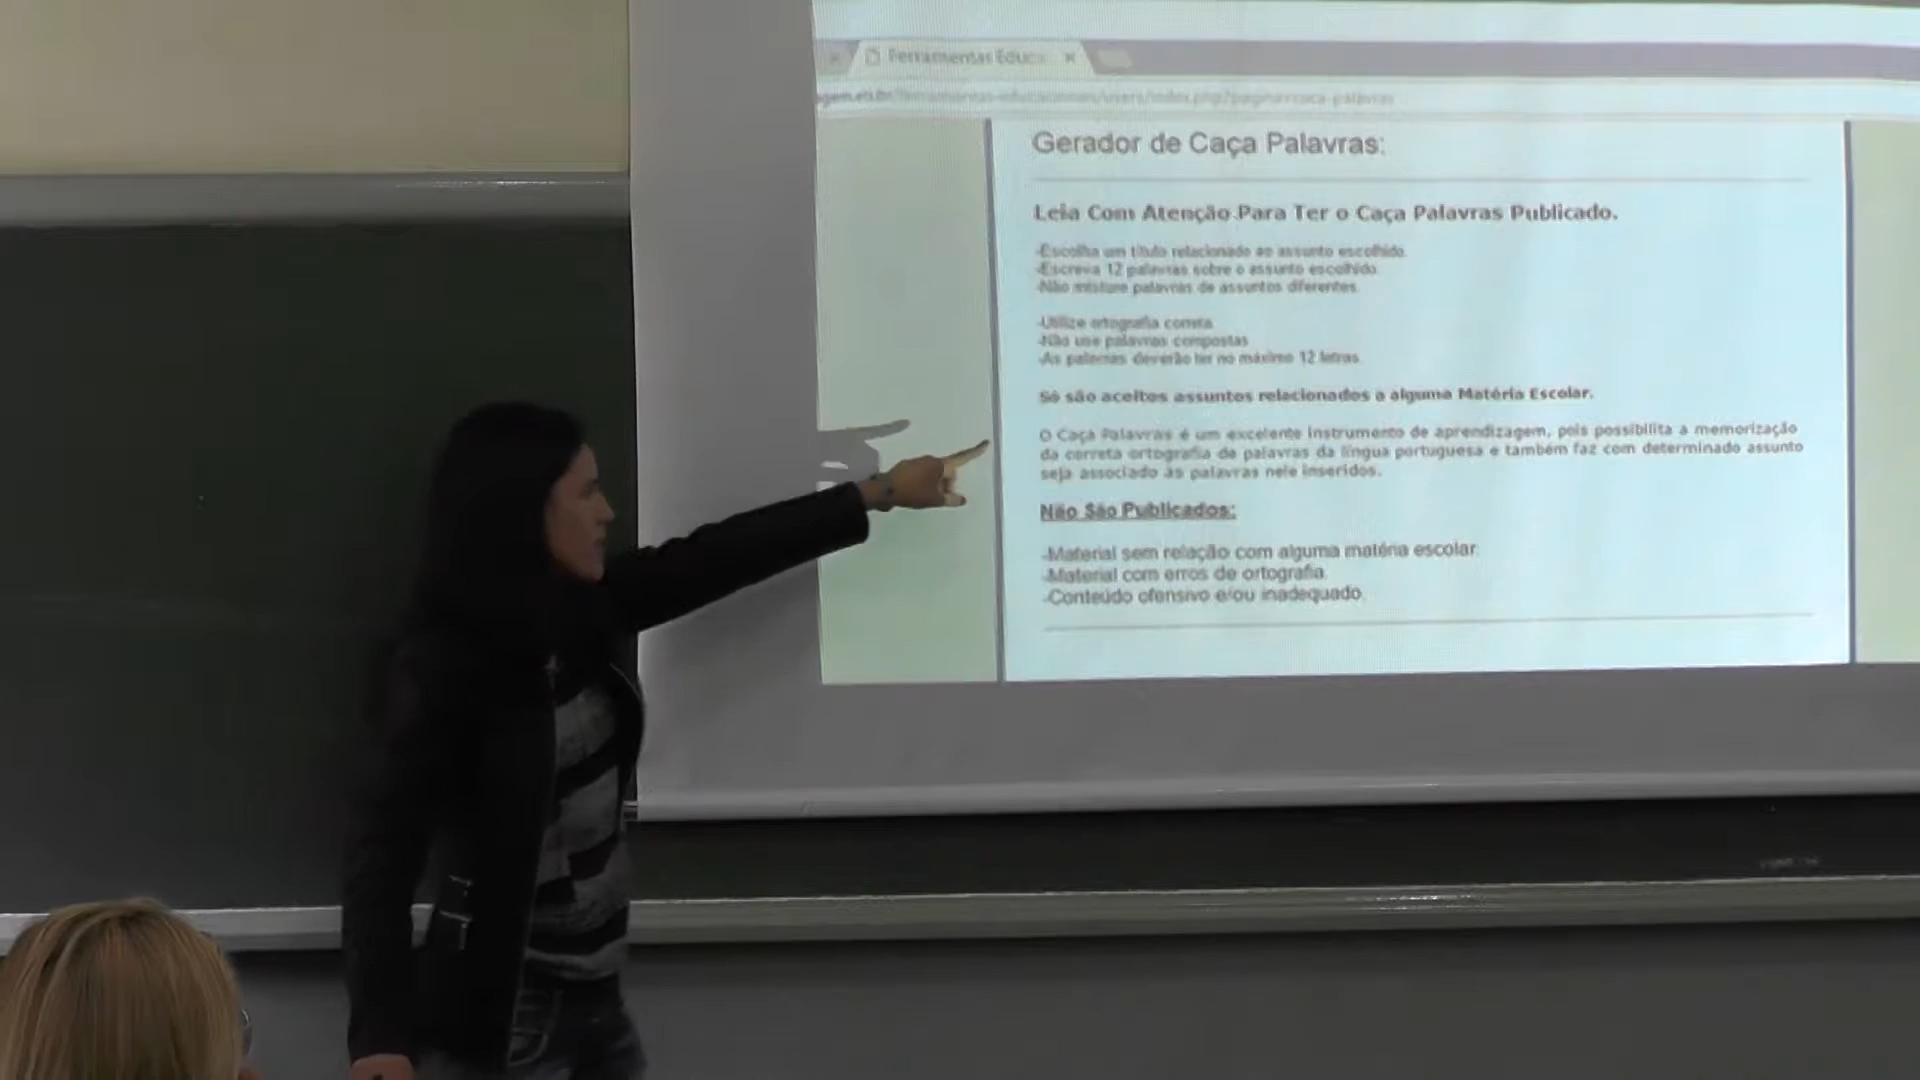 Ferramentas Educa
Gerador de Caça Palavras:
Leia Com Atenção Para Ter o Caça Palavras Publicado.
-Escolha um título relacionado ao assunto escolhido.
-Escreva 12 palavras sobre o assunto escolhido.
-Não misture palavras de assuntos diferentes.
-Utilize ortografia correta.
-Não use palavras compostas
-As palavras deverão ter no máximo 12 letras.
Só são aceitos assuntos relacionados a alguma Matéria Escolar.
O Caça Palavras é um excelente instrumento de aprendizagem, pois possibilita a memorização
da correta ortografia de palavras da língua portuguesa e também faz com determinado assunto
seja associado às palavras nele inseridos.
Não São Publicados:
-Material sem relação com alguma matéria escolar.
-Material com erros de ortografia.
-Conteúdo ofensivo e/ou inadequado.